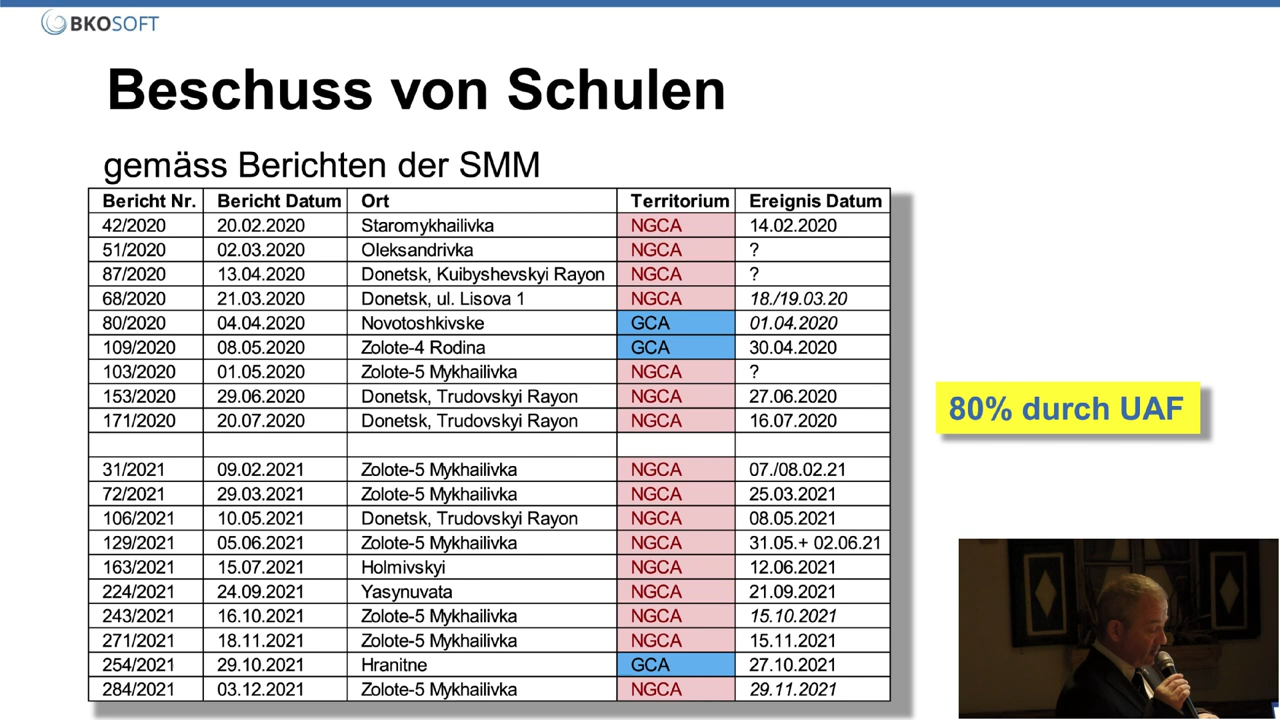 BKOSOFT
Beschuss von Schulen
gemäss Berichten der SMM
Bericht Nr. Bericht Datum Ort Territorium Ereignis Datum
42/2020 20.02.2020 Staromykhailivka NGCA 14.02.2020
51/2020 02.03.2020 Oleksandrivka NGCA ?
87/2020 13.04.2020 Donetsk, Kuibyshevskyi Rayon NGCA ?
68/2020 21.03.2020 Donetsk, ul. Lisova 1 NGCA 18./19.03.20
80/2020 04.04.2020 Novotoshkivske GCA 01.04.2020
109/2020 08.05.2020 Zolote-4 Rodina GCA 30.04.2020
103/2020 01.05.2020 Zolote-5 Mykhailivka NGCA ?
153/2020 29.06.2020 Donetsk, Trudovskyi Rayon NGCA 27.06.2020
171/2020 20.07.2020 Donetsk, Trudovskyi Rayon NGCA 16.07.2020
31/2021 09.02.2021 Zolote-5 Mykhailivka NGCA 07./08.02.21
72/2021 29.03.2021 Zolote-5 Mykhailivka NGCA 25.03.2021
106/2021 10.05.2021 Donetsk, Trudovskyi Rayon NGCA 08.05.2021
129/2021 05.06.2021 Zolote-5 Mykhailivka NGCA 31.05.+ 02.06.21
163/2021 15.07.2021 Holmivskyi NGCA 12.06.2021
224/2021 24.09.2021 Yasynuvata NGCA 21.09.2021
243/2021 16.10.2021 Zolote-5 Mykhailivka NGCA 15.10.2021
271/2021 18.11.2021 Zolote-5 Mykhailivka NGCA 15.11.2021
254/2021 29.10.2021 Hranitne GCA 27.10.2021
284/2021 03.12.2021 Zolote-5 Mykhailivka NGCA 29.11.2021
80% durch UAF